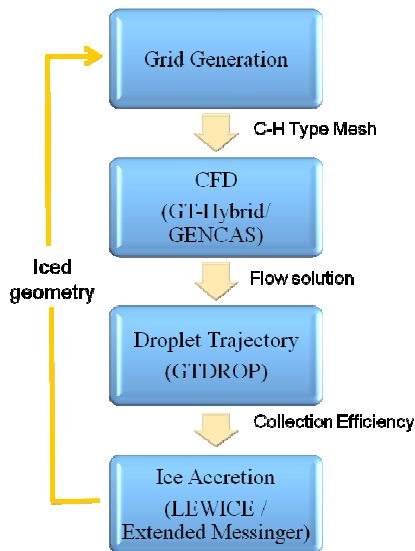 Grid Generation
C-H Type Mesh
CFD
(GT-Hybrid/
GENCAS)
Iced
geometry
Flow solution
Droplet Trajectory
(GTDROP)
Collection Efficiency
Ice Accretion
(LEWICE /
Extended Messinger)